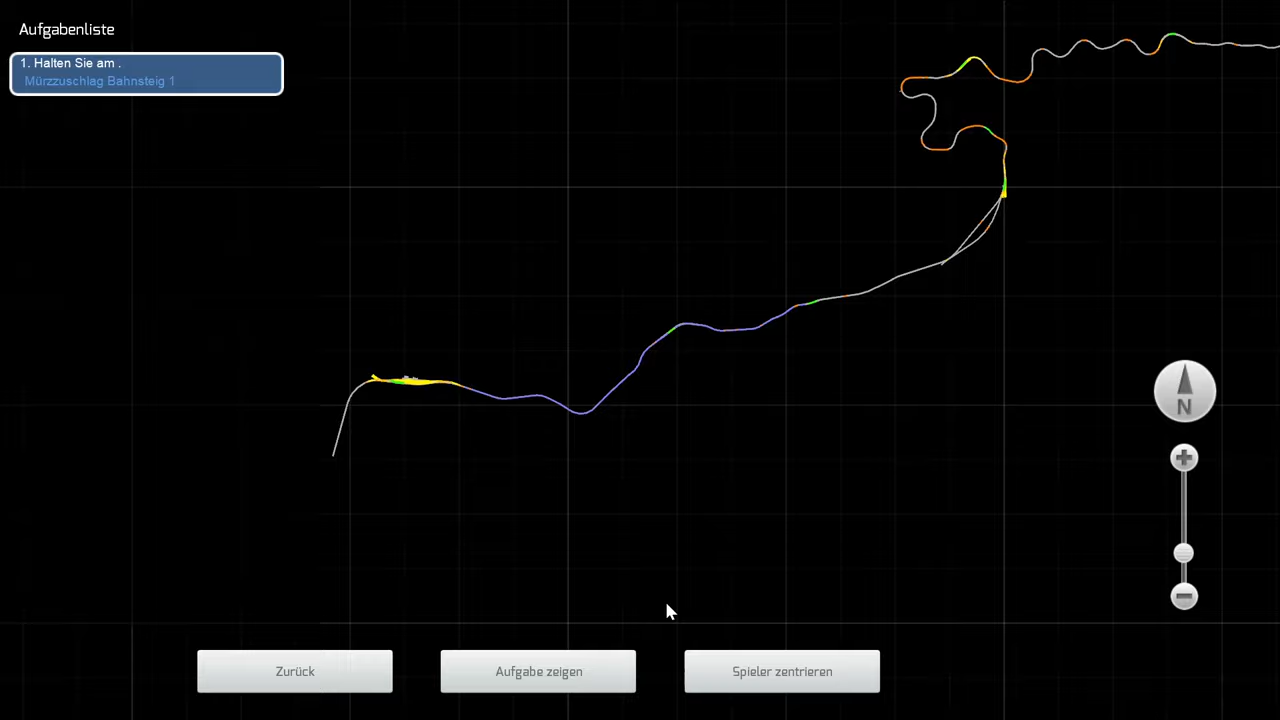 Aufgabenliste
1. Halten Sie am .
Mürzzuschlag Bahnsteig 1
N
Zurück
Aufgabe zeigen
Spieler zentrieren